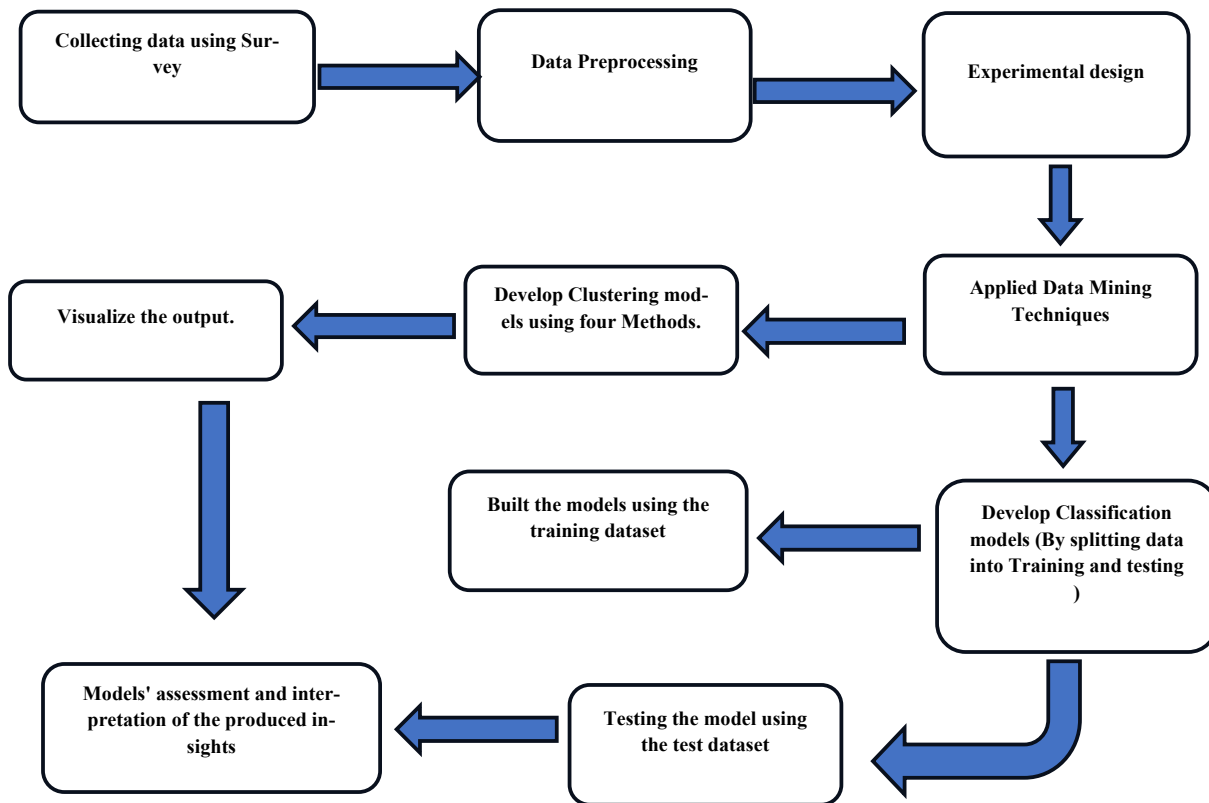 Collecting data using Sur-
vey
Data Preprocessing
Experimental design
Applied Data Mining
Techniques
Develop Clustering mod-
els using four Methods.
Visualize the output.
Built the models using the
training dataset
Develop Classification
models (By splitting data
into Training and testing
)
Testing the model using
the test dataset
Models' assessment and inter-
pretation of the produced in-
sights